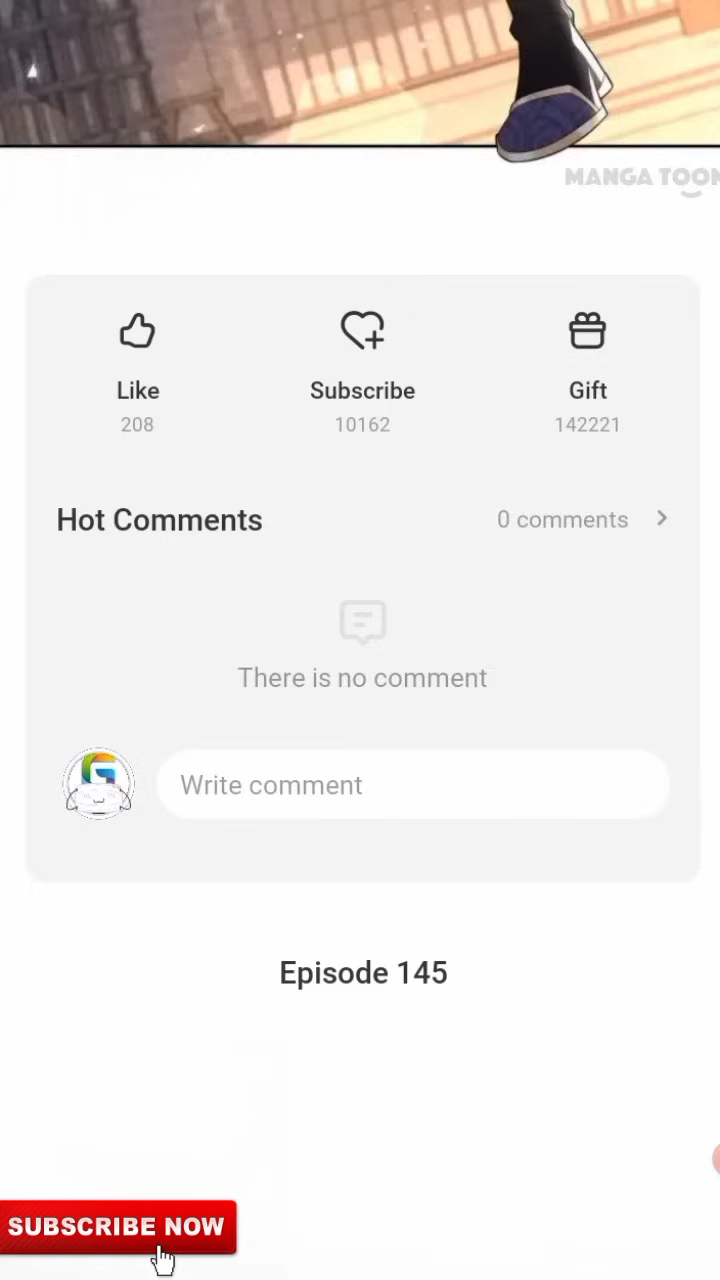 MANGA TOON
Like
Subscribe
Gift
208
10162
142221
Hot Comments
0 comments
There is no comment
Write comment
Episode 145
SUBSCRIBE NOW